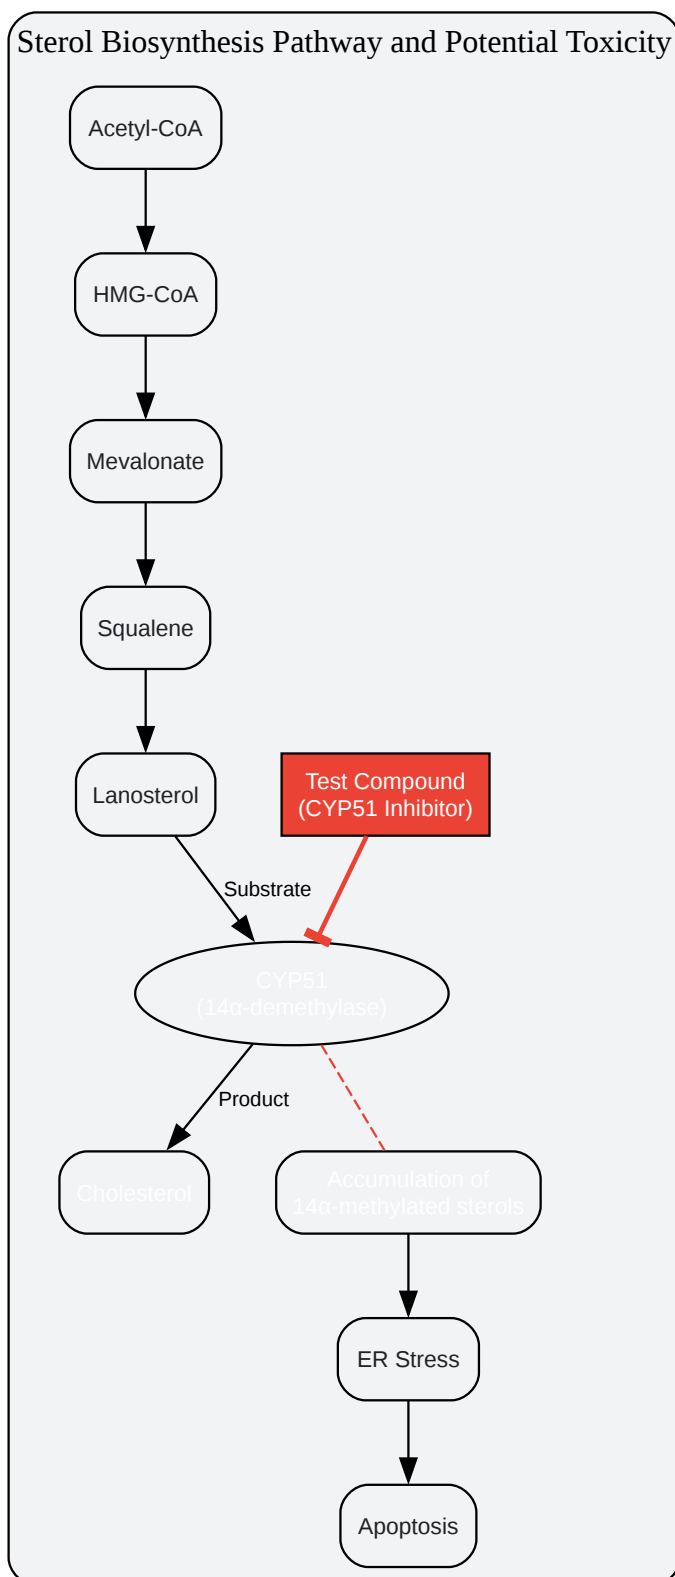 Sterol Biosynthesis Pathway and Potential Toxicity
Acetyl-CoA
HMG-CoA
Mevalonate
Squalene
Lanosterol
Test Compound
(CYP51 Inhibitor)
Substrate
CYP51
(14α-demethylase)
Product
Cholesterol
Accumulation of
14α-methylated sterols
ER Stress
Apoptosis